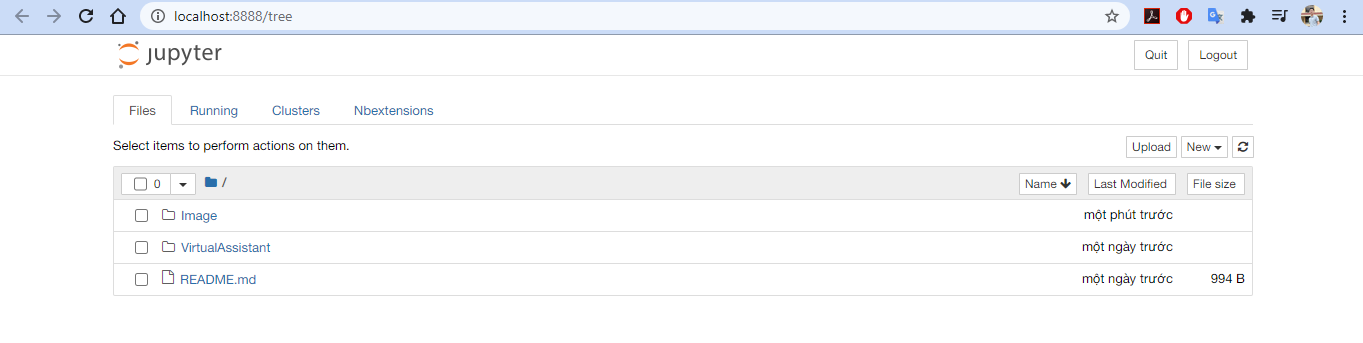 localhost:8888/tree
jupyter
Quit
Logout
Files
Running
Clusters
Nbextensions
Select items to perform actions on them.
Upload
New
0
/
Name
Last Modified
File size
Image
một phút trước
VirtualAssistant
một ngày trước
README.md
một ngày trước
994 B